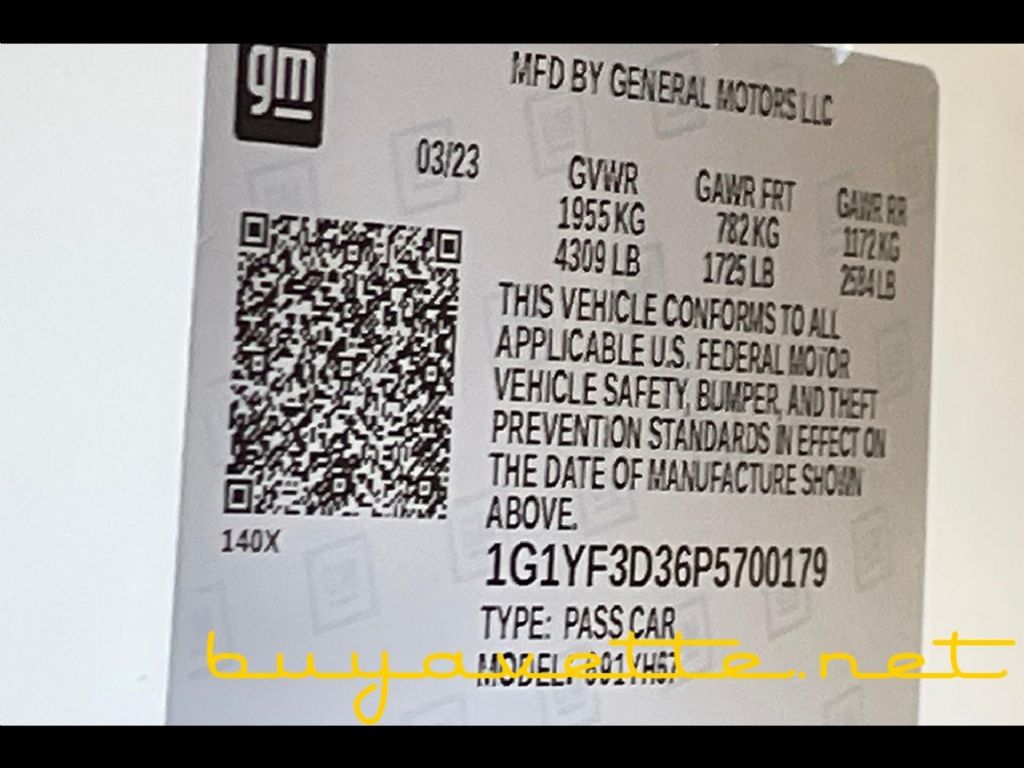 gm
MFD BY GENERAL MOTORS LLC
03/23
GVWR GAWR FRT GAWR RR
1955 KG 782 KG 1172 KG
4309 LB 1725 LB 2584 LB
THIS VEHICLE CONFORMS TO ALL
APPLICABLE U.S. FEDERAL MOTOR
VEHICLE SAFETY, BUMPER, AND THEFT
PREVENTION STANDARDS IN EFFECT ON
THE DATE OF MANUFACTURE SHOWN
ABOVE.
140X
1G1YF3D36P5700179
TYPE: PASS CAR
MODEL:
buyavette.net